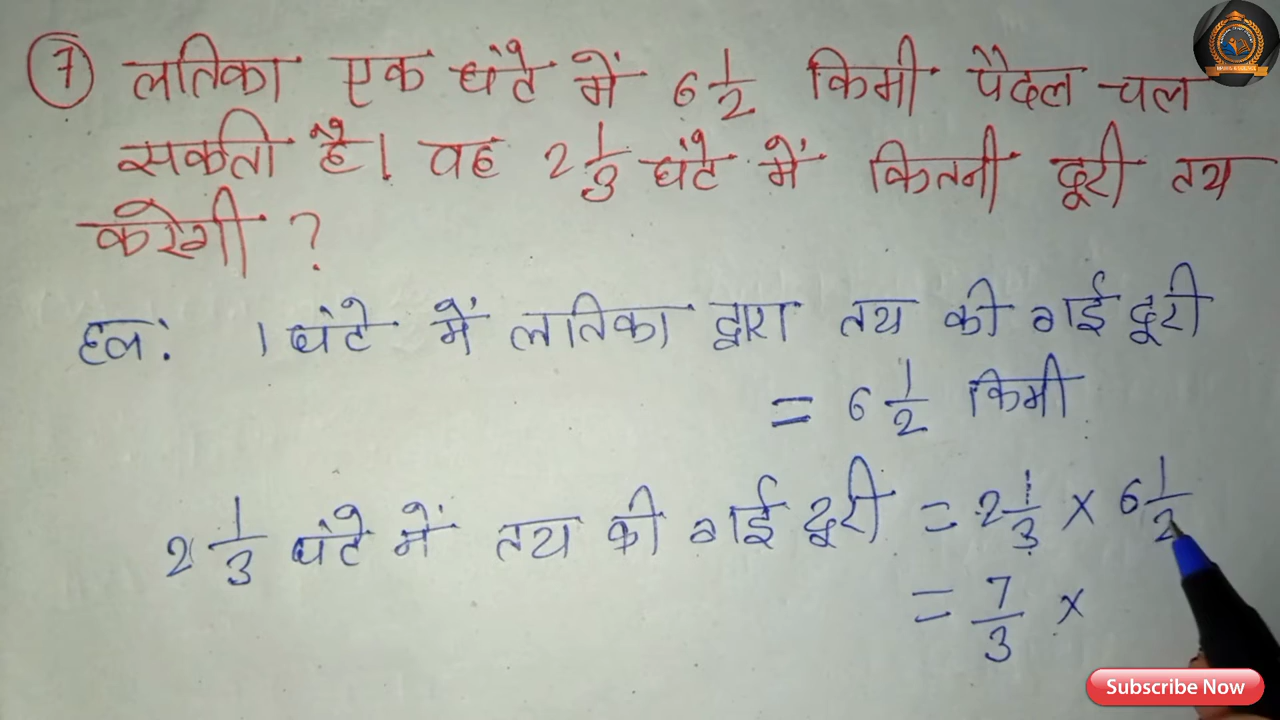 7 लतिका एक घंटे में 6 1/2 किमी पैदल चल
सकती है। वह 2 1/3 घंटे में कितनी दूरी तय
करेगी ?
हल: 1 घंटे में लतिका द्वारा तय की गई दूरी
= 6 1/2 किमी
2 1/3 घंटे में तय की गई दूरी = 2 1/3 × 6 1/2
= 7/3 ×
Subscribe Now